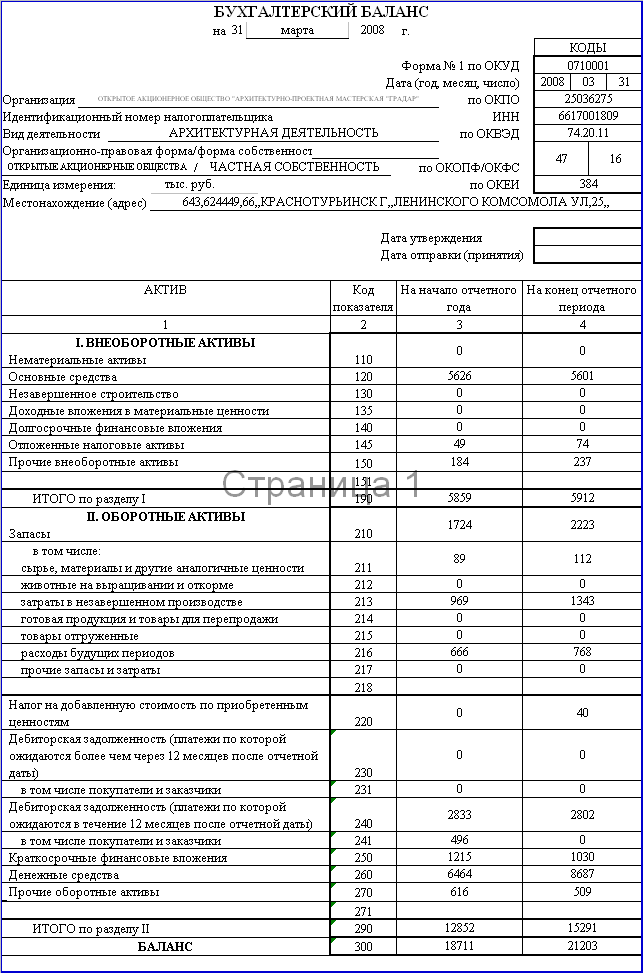 БУХГАЛТЕРСКИЙ БАЛАНС
на 31 марта 2008 г.
КОДЫ
Форма № 1 по ОКУД 0710001
Дата (год, месяц, число) 2008 03 31
Организация ОТКРЫТОЕ АКЦИОНЕРНОЕ ОБЩЕСТВО "АРХИТЕКТУРНО-ПРОЕКТНАЯ МАСТЕРСКАЯ "ГРАДАР" по ОКПО 25036275
Идентификационный номер налогоплательщика ИНН 6617001809
Вид деятельности АРХИТЕКТУРНАЯ ДЕЯТЕЛЬНОСТЬ по ОКВЭД 74.20.11
Организационно-правовая форма/форма собственност
ОТКРЫТЫЕ АКЦИОНЕРНЫЕ ОБЩЕСТВА / ЧАСТНАЯ СОБСТВЕННОСТЬ по ОКОПФ/ОКФС 47 16
Единица измерения: тыс. руб. по ОКЕИ 384
Местонахождение (адрес) 643,624449,66,,КРАСНОТУРЬИНСК Г,,ЛЕНИНСКОГО КОМСОМОЛА УЛ,25,,
Дата утверждения
Дата отправки (принятия)
АКТИВ Код показателя На начало отчетного года На конец отчетного периода
1 2 3 4
I. ВНЕОБОРОТНЫЕ АКТИВЫ
Нематериальные активы 110 0 0
Основные средства 120 5626 5601
Незавершенное строительство 130 0 0
Доходные вложения в материальные ценности 135 0 0
Долгосрочные финансовые вложения 140 0 0
Отложенные налоговые активы 145 49 74
Прочие внеоборотные активы 150 184 237
151
Страница 1
ИТОГО по разделу I 190 5859 5912
II. ОБОРОТНЫЕ АКТИВЫ
Запасы 210 1724 2223
в том числе:
сырье, материалы и другие аналогичные ценности 211 89 112
животные на выращивании и откорме 212 0 0
затраты в незавершенном производстве 213 969 1343
готовая продукция и товары для перепродажи 214 0 0
товары отгруженные 215 0 0
расходы будущих периодов 216 666 768
прочие запасы и затраты 217 0 0
218
Налог на добавленную стоимость по приобретенным
ценностям 220 0 40
Дебиторская задолженность (платежи по которой
ожидаются более чем через 12 месяцев после отчетной
даты) 230 0 0
в том числе покупатели и заказчики 231 0 0
Дебиторская задолженность (платежи по которой
ожидаются в течение 12 месяцев после отчетной даты) 240 2833 2802
в том числе покупатели и заказчики 241 496 0
Краткосрочные финансовые вложения 250 1215 1030
Денежные средства 260 6464 8687
Прочие оборотные активы 270 616 509
271
ИТОГО по разделу II 290 12852 15291
БАЛАНС 300 18711 21203